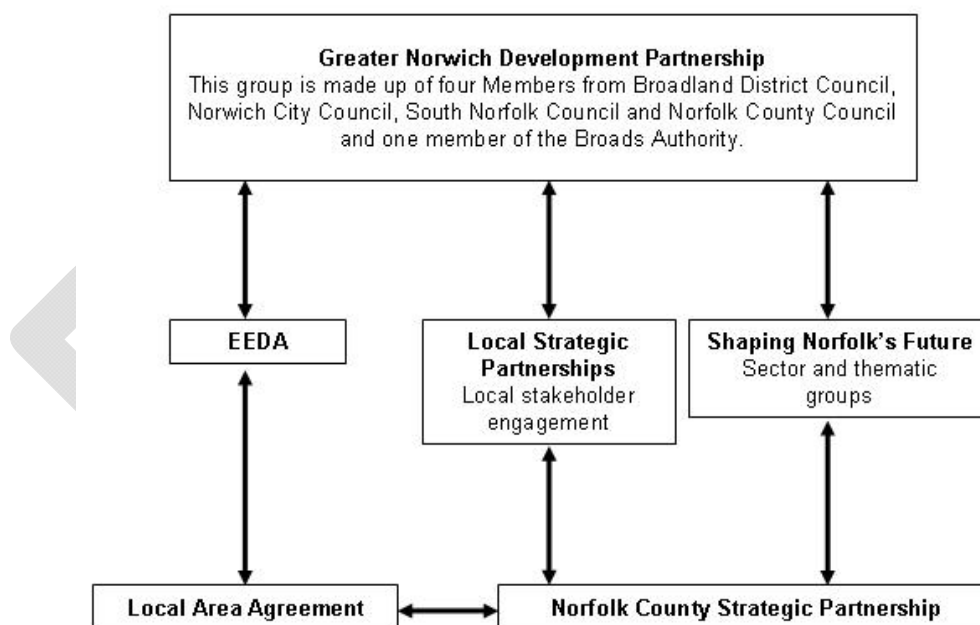 Greater Norwich Development Partnership
This group is made up of four Members from Broadland District Council,
Norwich City Council, South Norfolk Council and Norfolk County Council
and one member of the Broads Authority.
EEDA
Local Strategic
Partnerships
Local stakeholder
engagement
Shaping Norfolk's Future
Sector and thematic
groups
Local Area Agreement
Norfolk County Strategic Partnership